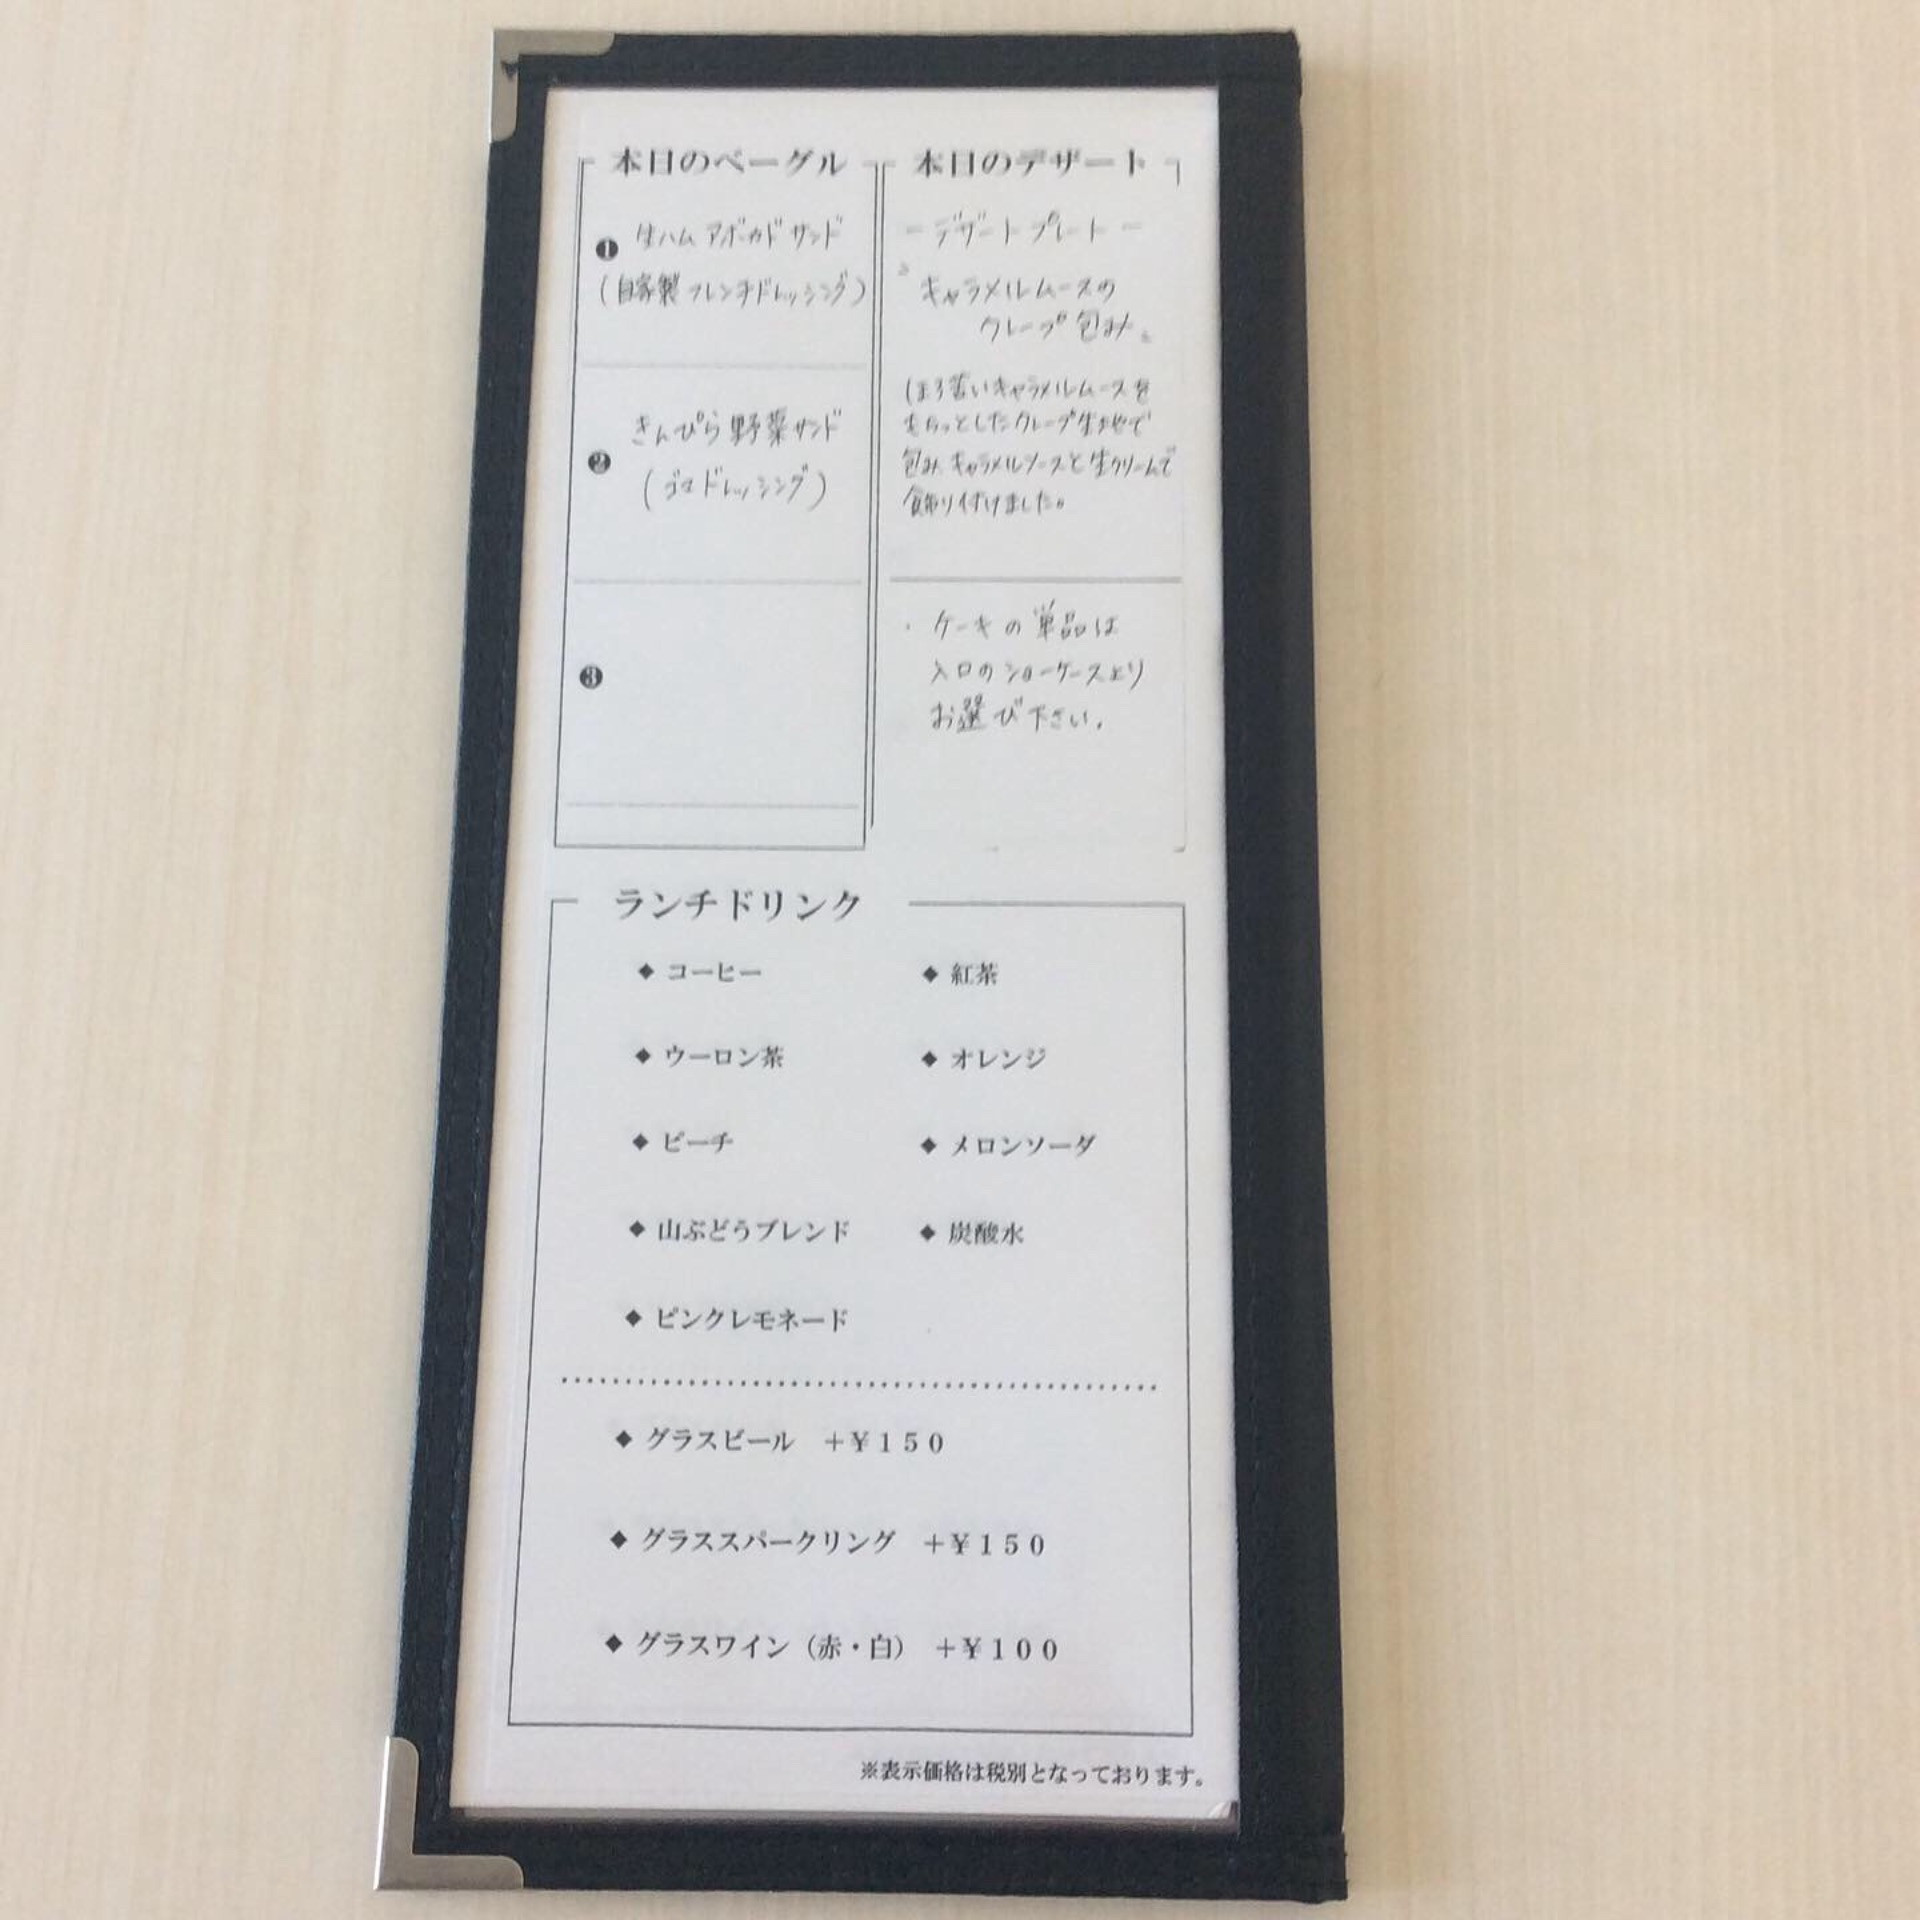 本日のベーグル
❶ 生ハム アボカド サンド
(自家製フレンチドレッシング)
❷ きんぴら野菜サンド
(ゴマドレッシング)
❸
本日のデザート
－デザートプレート－
〝キャラメルムースの
クレープ包み〟
(ほろ苦いキャラメルムースを
もちっとしたクレープ生地で
包み、キャラメルソースと生クリームで
飾り付けました。
・ケーキの単品は
入口のショーケースより
お選び下さい.
ランチドリンク
◆ コーヒー ◆ 紅茶
◆ ウーロン茶 ◆ オレンジ
◆ ピーチ ◆ メロンソーダ
◆ 山ぶどうブレンド ◆ 炭酸水
◆ ピンクレモネード
◆ グラスビール ＋￥１５０
◆ グラススパークリング ＋￥１５０
◆ グラスワイン（赤・白） ＋￥１００
※表示価格は税別となっております。